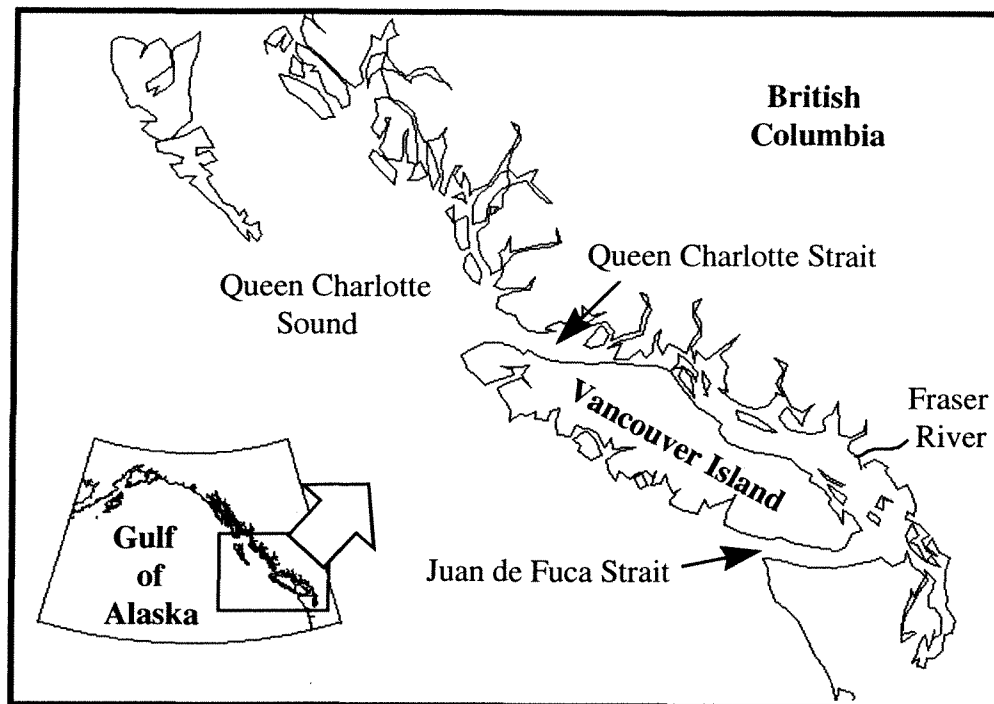 British
Columbia
Queen Charlotte Strait
Queen Charlotte
Sound
Vancouver Island
Fraser
River
Gulf
of
Alaska
Juan de Fuca Strait